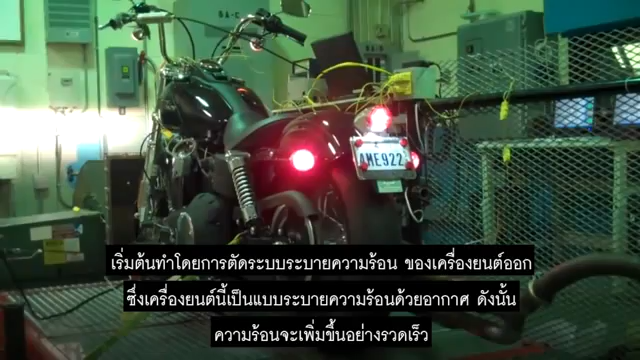 6A-C
AME922
เริ่มต้นทำโดยการตัดระบบระบายความร้อน ของเครื่องยนต์ออก
ซึ่งเครื่องยนต์นี้เป็นแบบระบายความร้อนด้วยอากาศ ดังนั้น
ความร้อนจะเพิ่มขึ้นอย่างรวดเร็ว